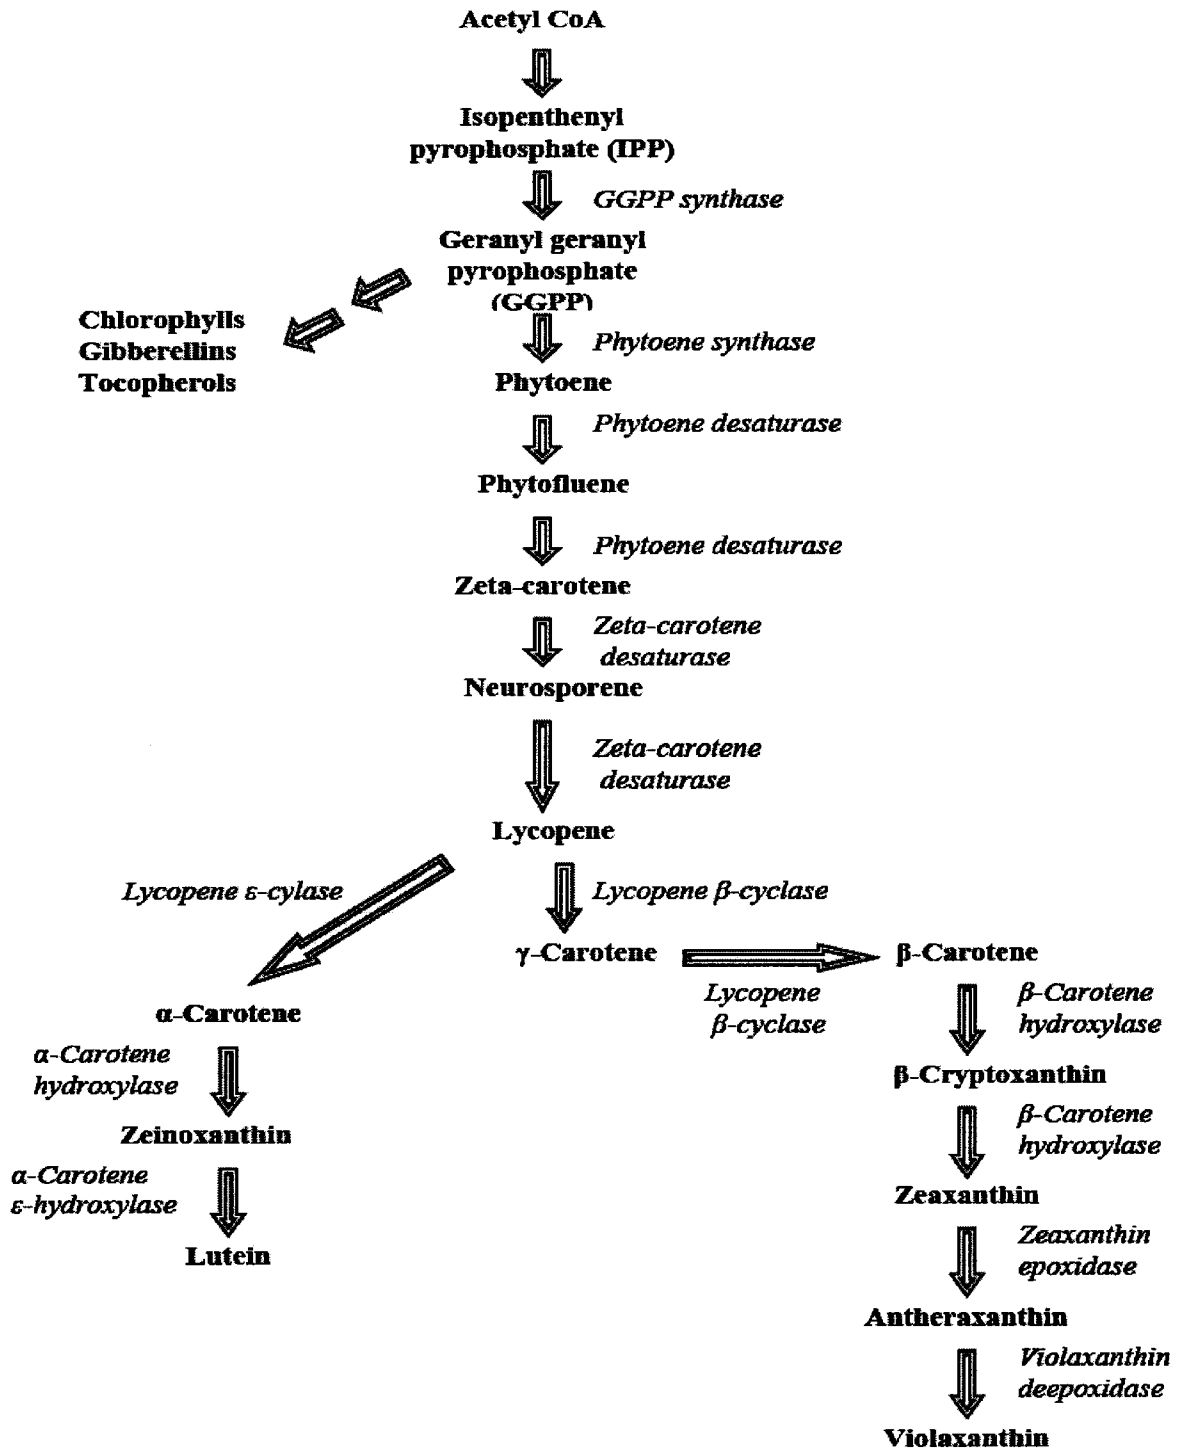 Acetyl CoA
Isopenthenyl
pyrophosphate (IPP)
GGPP synthase
Geranyl geranyl
pyrophosphate
(GGPP)
Chlorophylls
Gibberellins
Tocopherols
Phytoene synthase
Phytoene
Phytoene desaturase
Phytofluene
Phytoene desaturase
Zeta-carotene
Zeta-carotene
desaturase
Neurosporene
Zeta-carotene
desaturase
Lycopene
Lycopene ε-cylase
Lycopene β-cyclase
γ-Carotene
β-Carotene
Lycopene
β-cyclase
α-Carotene
α-Carotene
hydroxylase
Zeinoxanthin
α-Carotene
ε-hydroxylase
Lutein
β-Carotene
hydroxylase
β-Cryptoxanthin
β-Carotene
hydroxylase
Zeaxanthin
Zeaxanthin
epoxidase
Antheraxanthin
Violaxanthin
deepoxidase
Violaxanthin